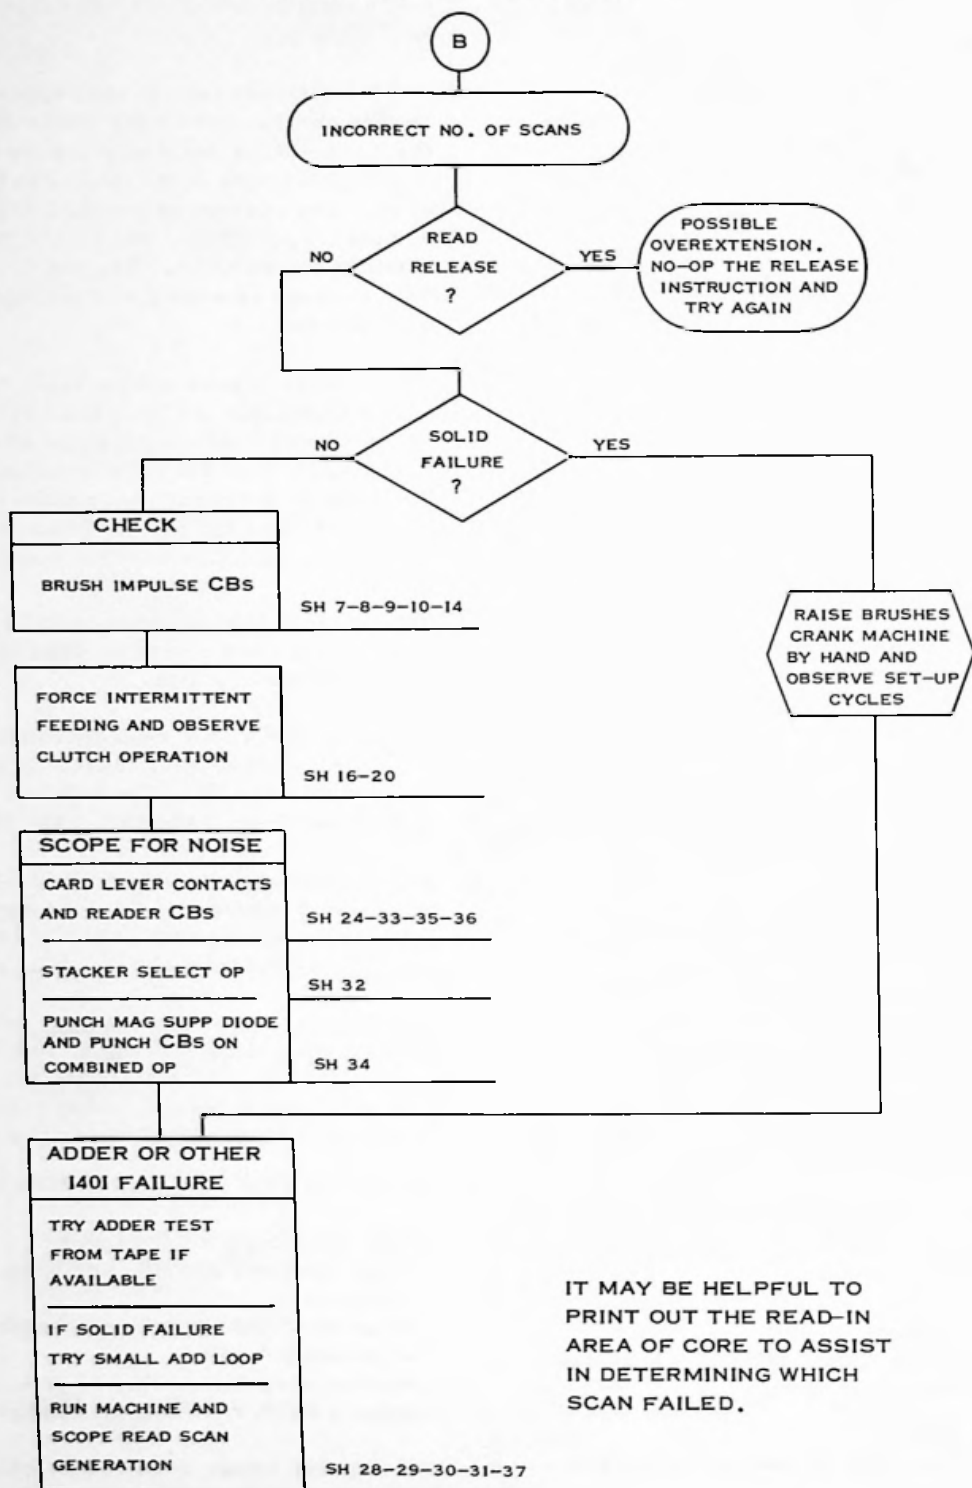 B
INCORRECT NO. OF SCANS
READ
RELEASE
?
NO
YES
POSSIBLE
OVEREXTENSION.
NO-OP THE RELEASE
INSTRUCTION AND
TRY AGAIN
SOLID
FAILURE
?
NO
YES
CHECK
BRUSH IMPULSE CBs
SH 7-8-9-10-14
RAISE BRUSHES
CRANK MACHINE
BY HAND AND
OBSERVE SET-UP
CYCLES
FORCE INTERMITTENT
FEEDING AND OBSERVE
CLUTCH OPERATION
SH 16-20
SCOPE FOR NOISE
CARD LEVER CONTACTS
AND READER CBs
SH 24-33-35-36
STACKER SELECT OP
SH 32
PUNCH MAG SUPP DIODE
AND PUNCH CBs ON
COMBINED OP
SH 34
ADDER OR OTHER
1401 FAILURE
TRY ADDER TEST
FROM TAPE IF
AVAILABLE
IF SOLID FAILURE
TRY SMALL ADD LOOP
RUN MACHINE AND
SCOPE READ SCAN
GENERATION
SH 28-29-30-31-37
IT MAY BE HELPFUL TO
PRINT OUT THE READ-IN
AREA OF CORE TO ASSIST
IN DETERMINING WHICH
SCAN FAILED.